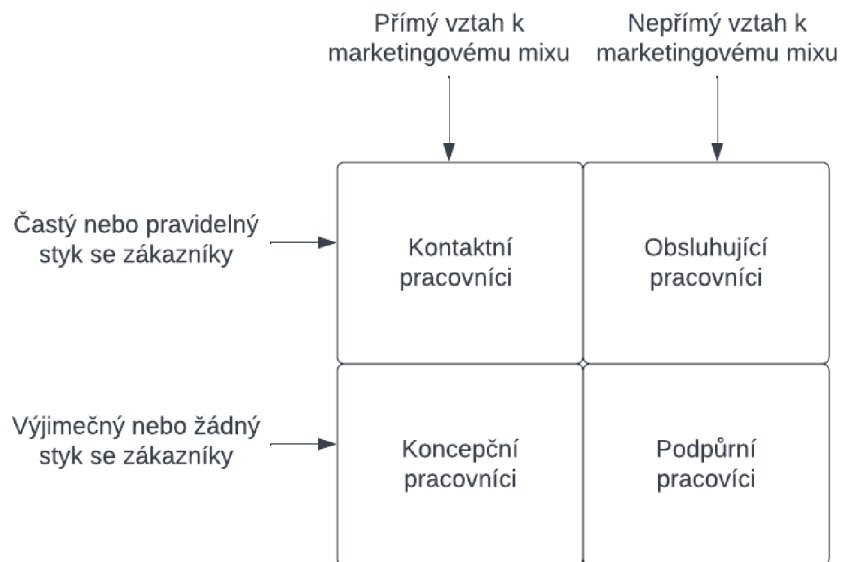 Přímý vztah k
marketingovému mixu
Nepřímý vztah k
marketingovému mixu
Častý nebo pravidelný
styk se zákazníky
Kontaktní
pracovníci
Obsluhující
pracovníci
Výjimečný nebo žádný
styk se zákazníky
Koncepční
pracovníci
Podpůrní
pracovíci